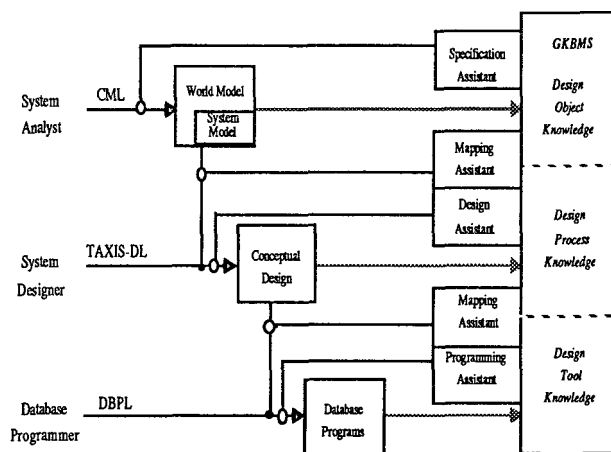 Specification
Assistant
GKBMS
Design
Object
Knowledge
System
Analyst
CML
World Model
System
Model
Mapping
Assistant
Design
Assistant
Design
Process
Knowledge
System
Designer
TAXIS-DL
Conceptual
Design
Mapping
Assistant
Programming
Assistant
Design
Tool
Knowledge
Database
Programmer
DBPL
Database
Programs